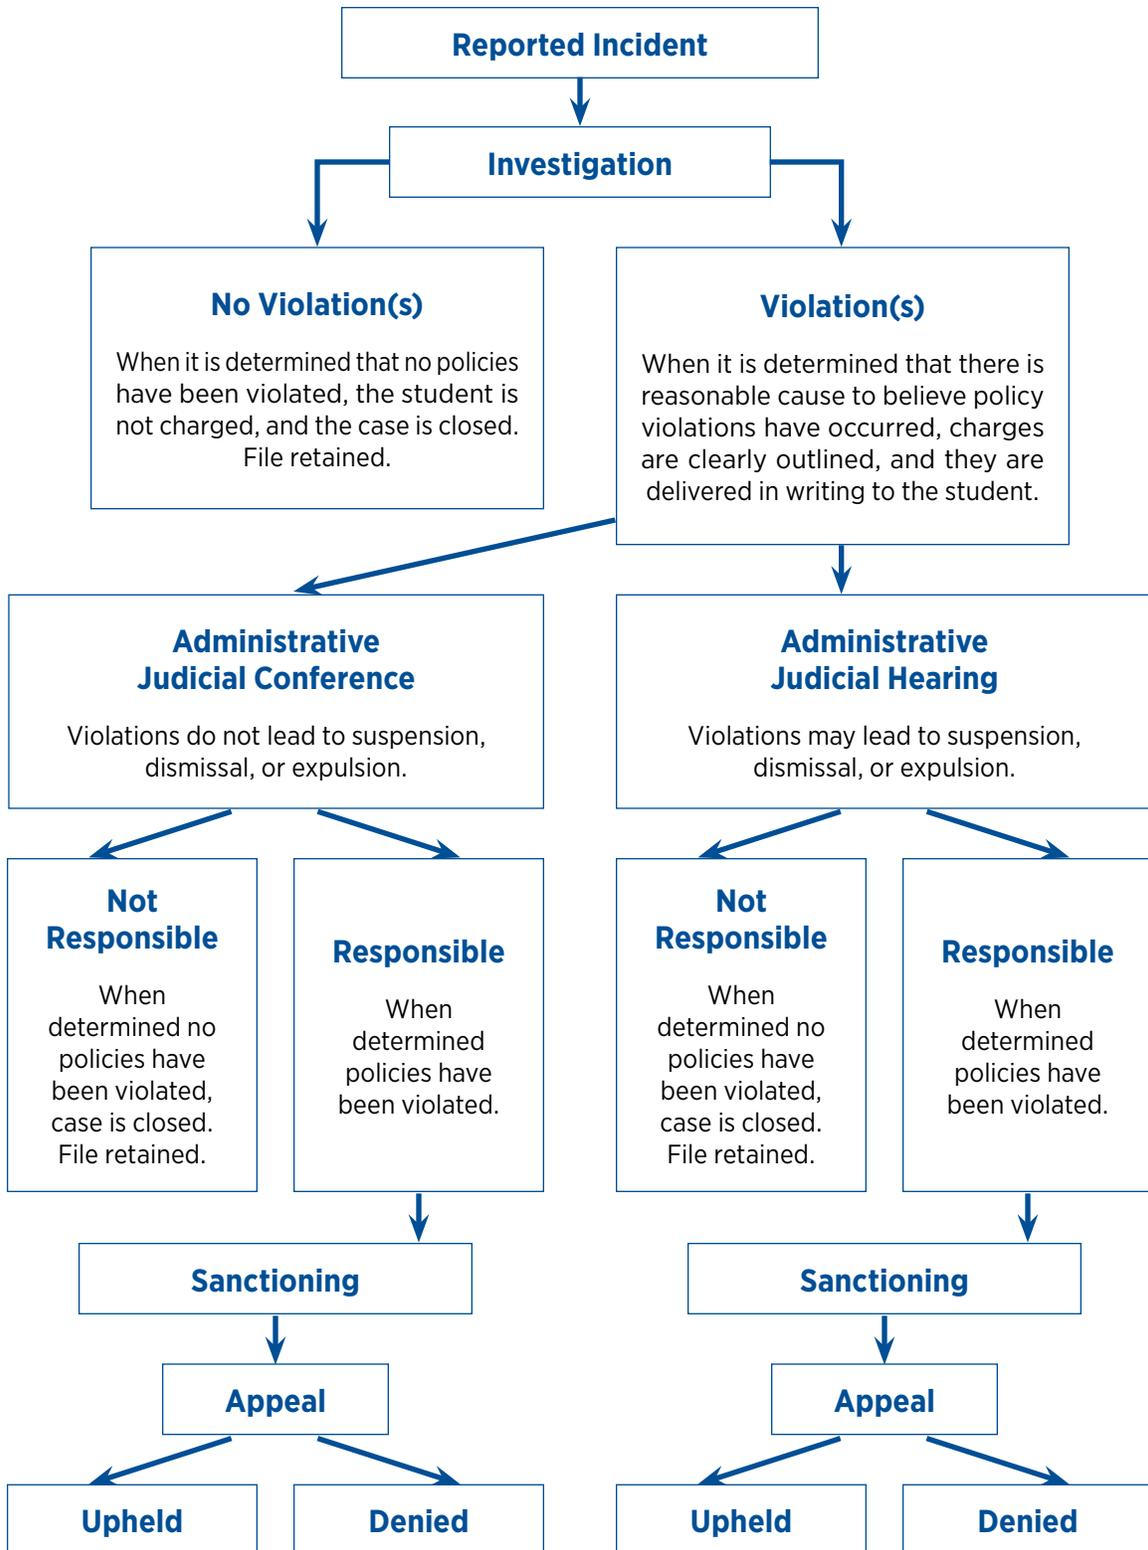 Reported Incident
Investigation
No Violation(s)
When it is determined that no policies
have been violated, the student is
not charged, and the case is closed.
File retained.
Violation(s)
When it is determined that there is
reasonable cause to believe policy
violations have occurred, charges
are clearly outlined, and they are
delivered in writing to the student.
Administrative
Judicial Conference
Violations do not lead to suspension,
dismissal, or expulsion.
Administrative
Judicial Hearing
Violations may lead to suspension,
dismissal, or expulsion.
Not
Responsible
When
determined no
policies have
been violated,
case is closed.
File retained.
Responsible
When
determined
policies have
been violated.
Not
Responsible
When
determined no
policies have
been violated,
case is closed.
File retained.
Responsible
When
determined
policies have
been violated.
Sanctioning
Sanctioning
Appeal
Appeal
Upheld
Denied
Upheld
Denied